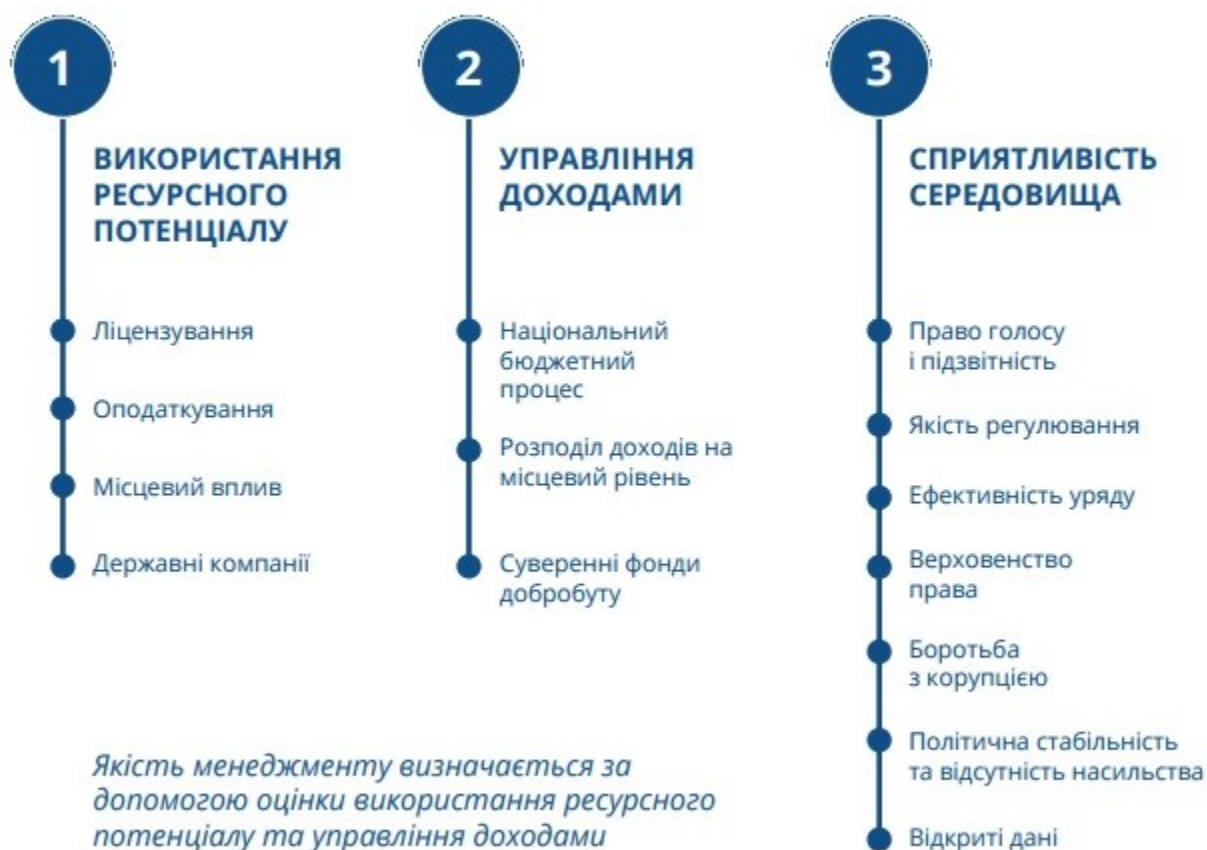 1
ВИКОРИСТАННЯ
РЕСУРСНОГО
ПОТЕНЦІАЛУ
Ліцензування
Оподаткування
Місцевий вплив
Державні компанії
2
УПРАВЛІННЯ
ДОХОДАМИ
Національний
бюджетний
процес
Розподіл доходів на
місцевий рівень
Суверенні фонди
добробуту
3
СПРИЯТЛИВІСТЬ
СЕРЕДОВИЩА
Право голосу
і підзвітність
Якість регулювання
Ефективність уряду
Верховенство
права
Боротьба
з корупцією
Політична стабільність
та відсутність насильства
Відкриті дані
Якість менеджменту визначається за
допомогою оцінки використання ресурсного
потенціалу та управління доходами